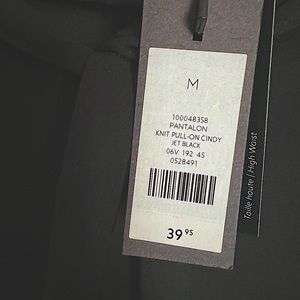 M
100048358
PANTALON
KNIT PULL-ON CINDY
JET BLACK
06V 192 45
0528491
39 95
Taille haute / High Waist